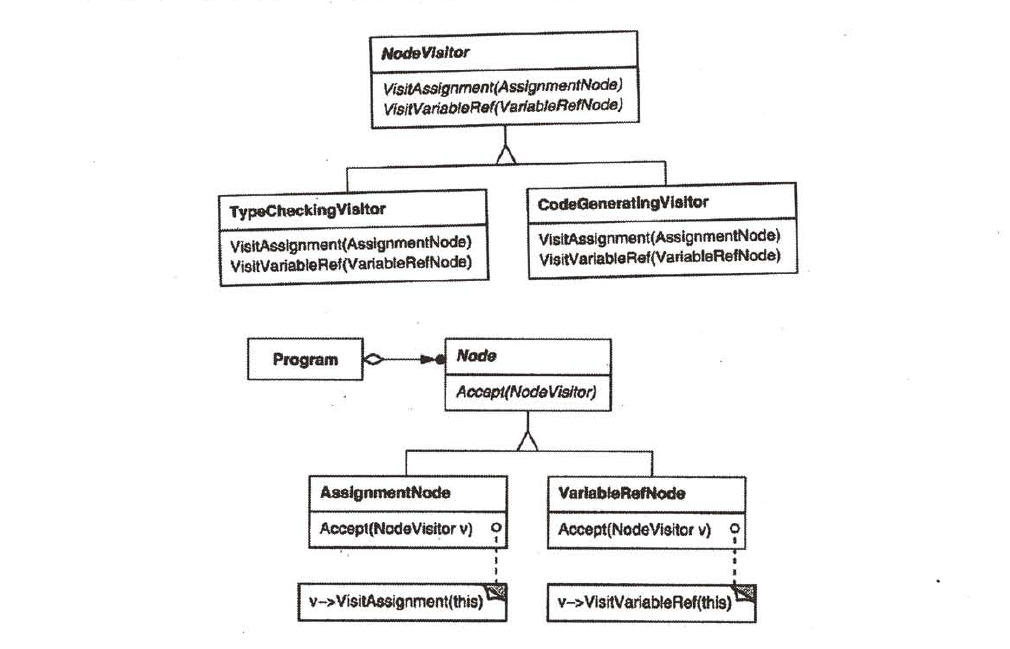 NodeVisitor
VisitAssignment(AssignmentNode)
VisitVariableRef(VariableRefNode)
TypeCheckingVisitor
VisitAssignment(AssignmentNode)
VisitVariableRef(VariableRefNode)
CodeGeneratingVisitor
VisitAssignment(AssignmentNode)
VisitVariableRef(VariableRefNode)
Program
Node
Accept(NodeVisitor)
AssignmentNode
Accept(NodeVisitor v)
v->VisitAssignment(this)
VariableRefNode
Accept(NodeVisitor v)
v->VisitVariableRef(this)